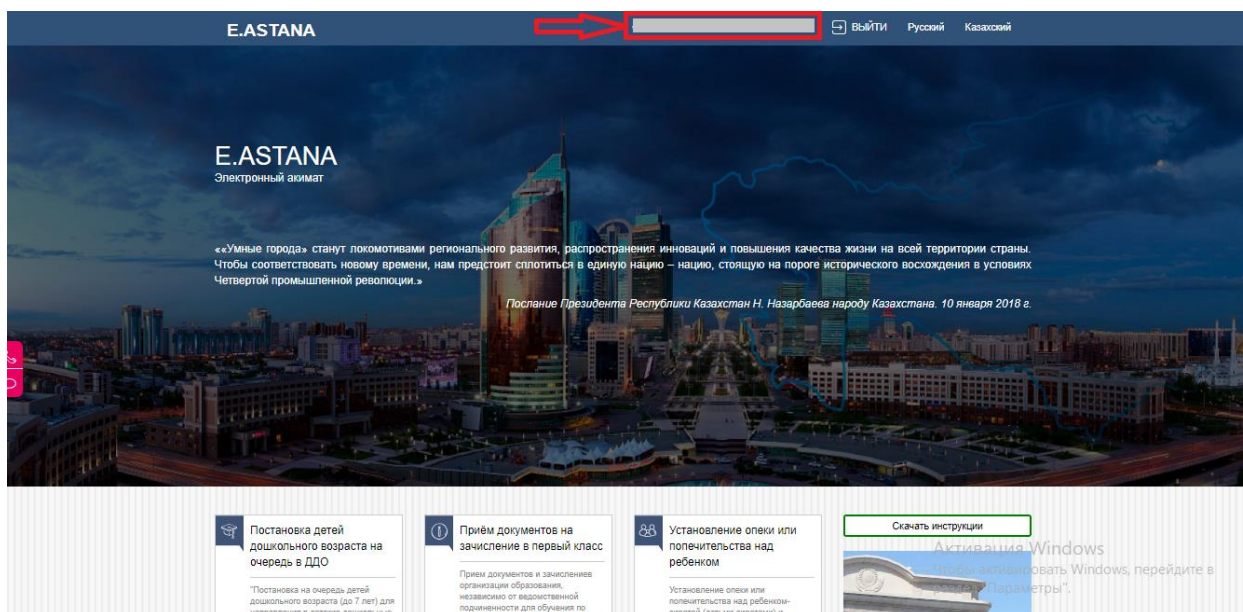 E.ASTANA
ВЫЙТИ Русский Казахский
E.ASTANA
Электронный акимат
««Умные города» станут локомотивами регионального развития, распространения инноваций и повышения качества жизни на всей территории страны.
Чтобы соответствовать новому времени, нам предстоит сплотиться в единую нацию – нацию, стоящую на пороге исторического восхождения в условиях
Четвертой промышленной революции.»
Послание Президента Республики Казахстан Н. Назарбаева народу Казахстана. 10 января 2018 г.
Постановка детей
дошкольного возраста на
очередь в ДДО
"Постановка на очередь детей
дошкольного возраста (до 7 лет) для
Приём документов на
зачисление в первый класс
Прием документов и зачислениев
организации образования,
независимо от ведомственной
подчиненности для обучения по
Установление опеки или
попечительства над
ребенком
Установление опеки или
попечительства над ребенком-
Скачать инструкции
Активация Windows
Чтобы активировать Windows, перейдите в
раздел "Параметры".